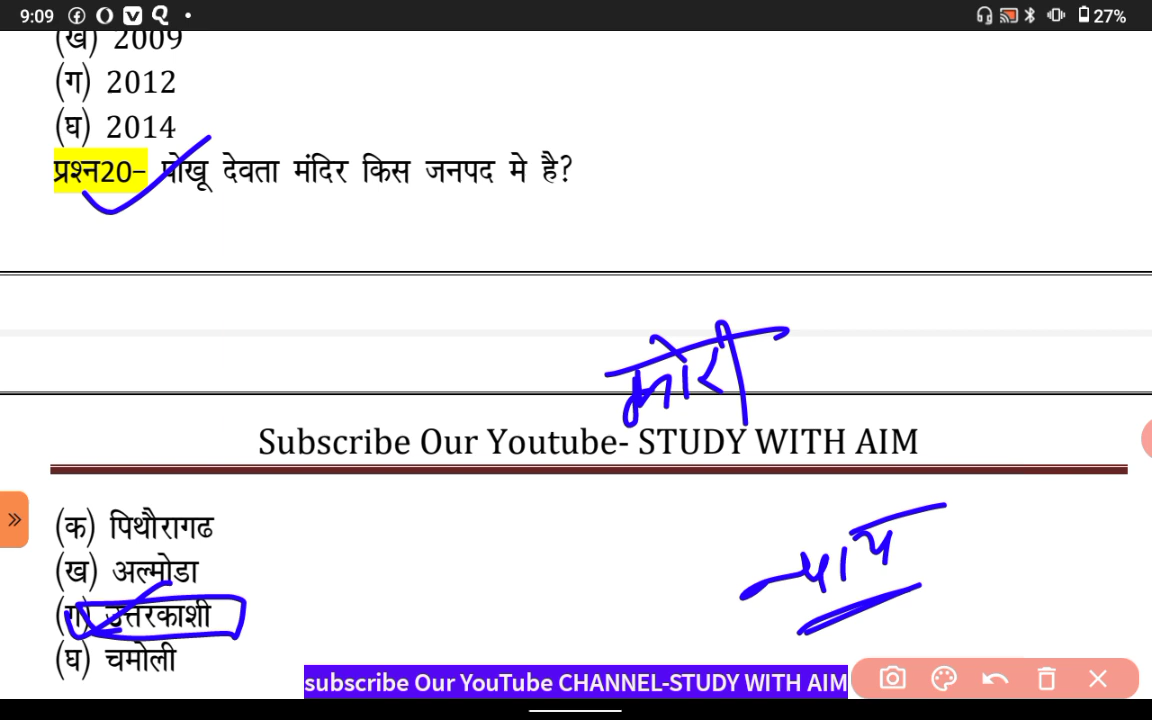 9:09 27%
(ख) 2009
(ग) 2012
(घ) 2014
प्रश्न20- पोखू देवता मंदिर किस जनपद मे है?
मोरी
Subscribe Our Youtube- STUDY WITH AIM
(क) पिथौरागढ
(ख) अल्मोडा
न्याय
(ग) उत्तरकाशी
(घ) चमोली
subscribe Our YouTube CHANNEL-STUDY WITH AIM